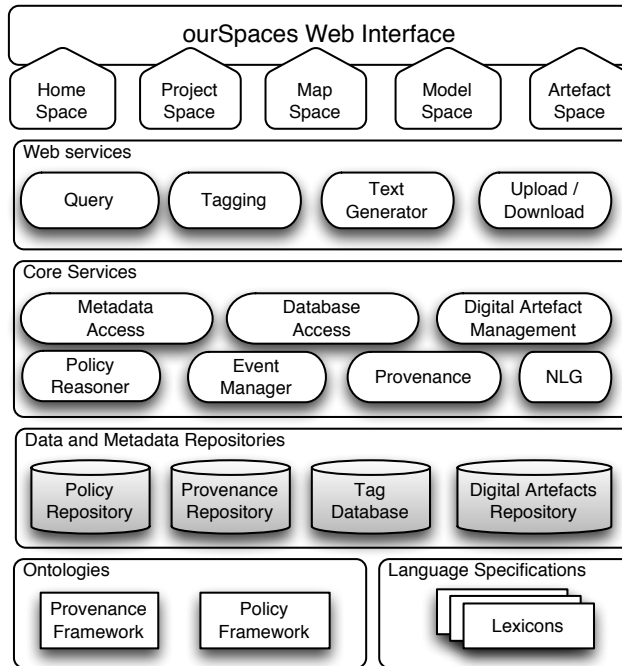 ourSpaces Web Interface
Home
Space
Project
Space
Map
Space
Model
Space
Artefact
Space
Web services
Query
Tagging
Text
Generator
Upload /
Download
Core Services
Metadata
Access
Database
Access
Digital Artefact
Management
Policy
Reasoner
Event
Manager
Provenance
NLG
Data and Metadata Repositories
Policy
Repository
Provenance
Repository
Tag
Database
Digital Artefacts
Repository
Ontologies
Provenance
Framework
Policy
Framework
Language Specifications
Lexicons